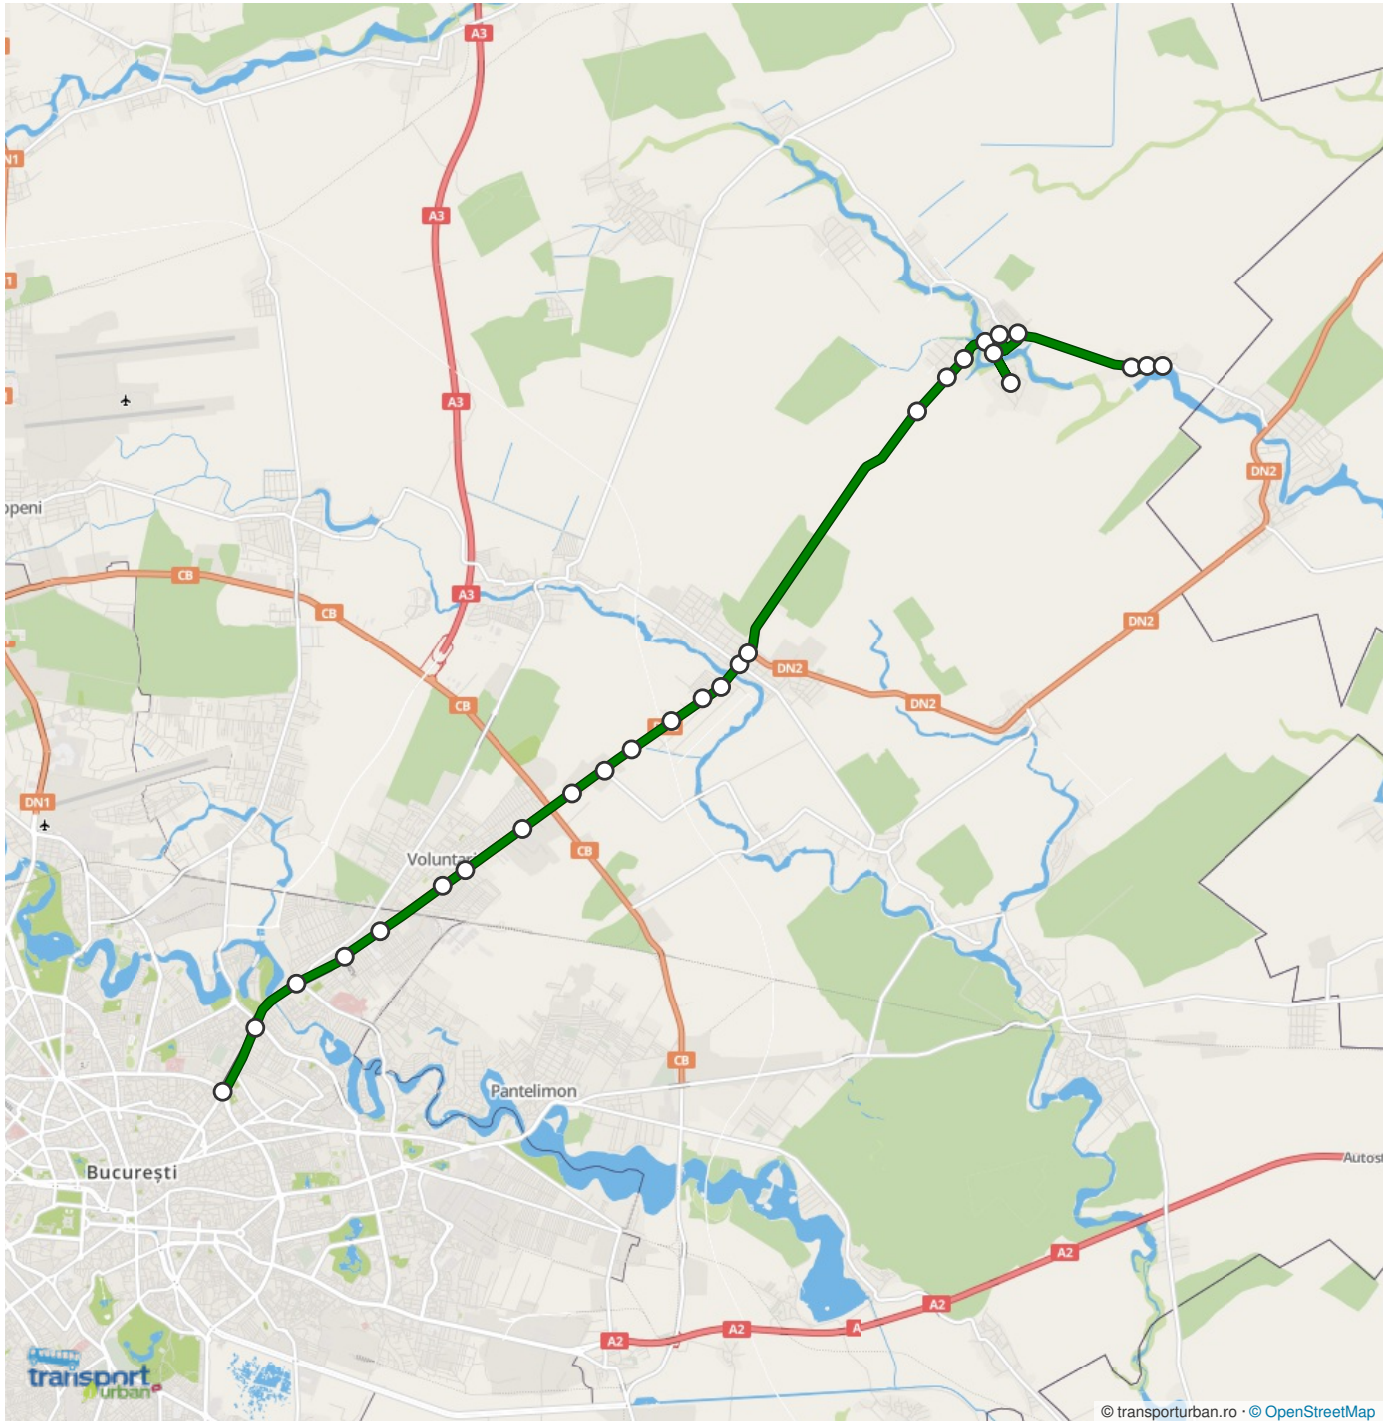 A3
N1
A3
1
A3
DN2
openi
CB
A3
CB
DN2
DN2
DN2
CB
DN1
CB
Voluntari
CB
Pantelimon
Autost
București
A2
A2
A2
A
A2
transport
urban
© transporturban.ro · © OpenStreetMap